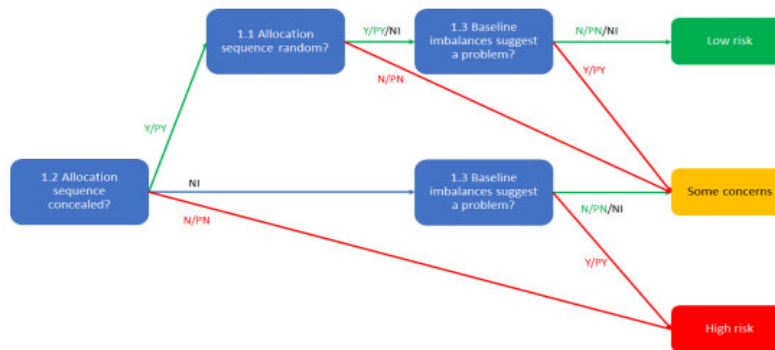 1.1 Allocation
sequence random?
Y/PY/NI
1.3 Baseline
imbalances suggest
a problem?
N/PN/NI
Low risk
N/PN
Y/PY
Y/PY
1.2 Allocation
sequence
concealed?
NI
1.3 Baseline
imbalances suggest
a problem?
N/PN/NI
Some concerns
N/PN
Y/PY
High risk